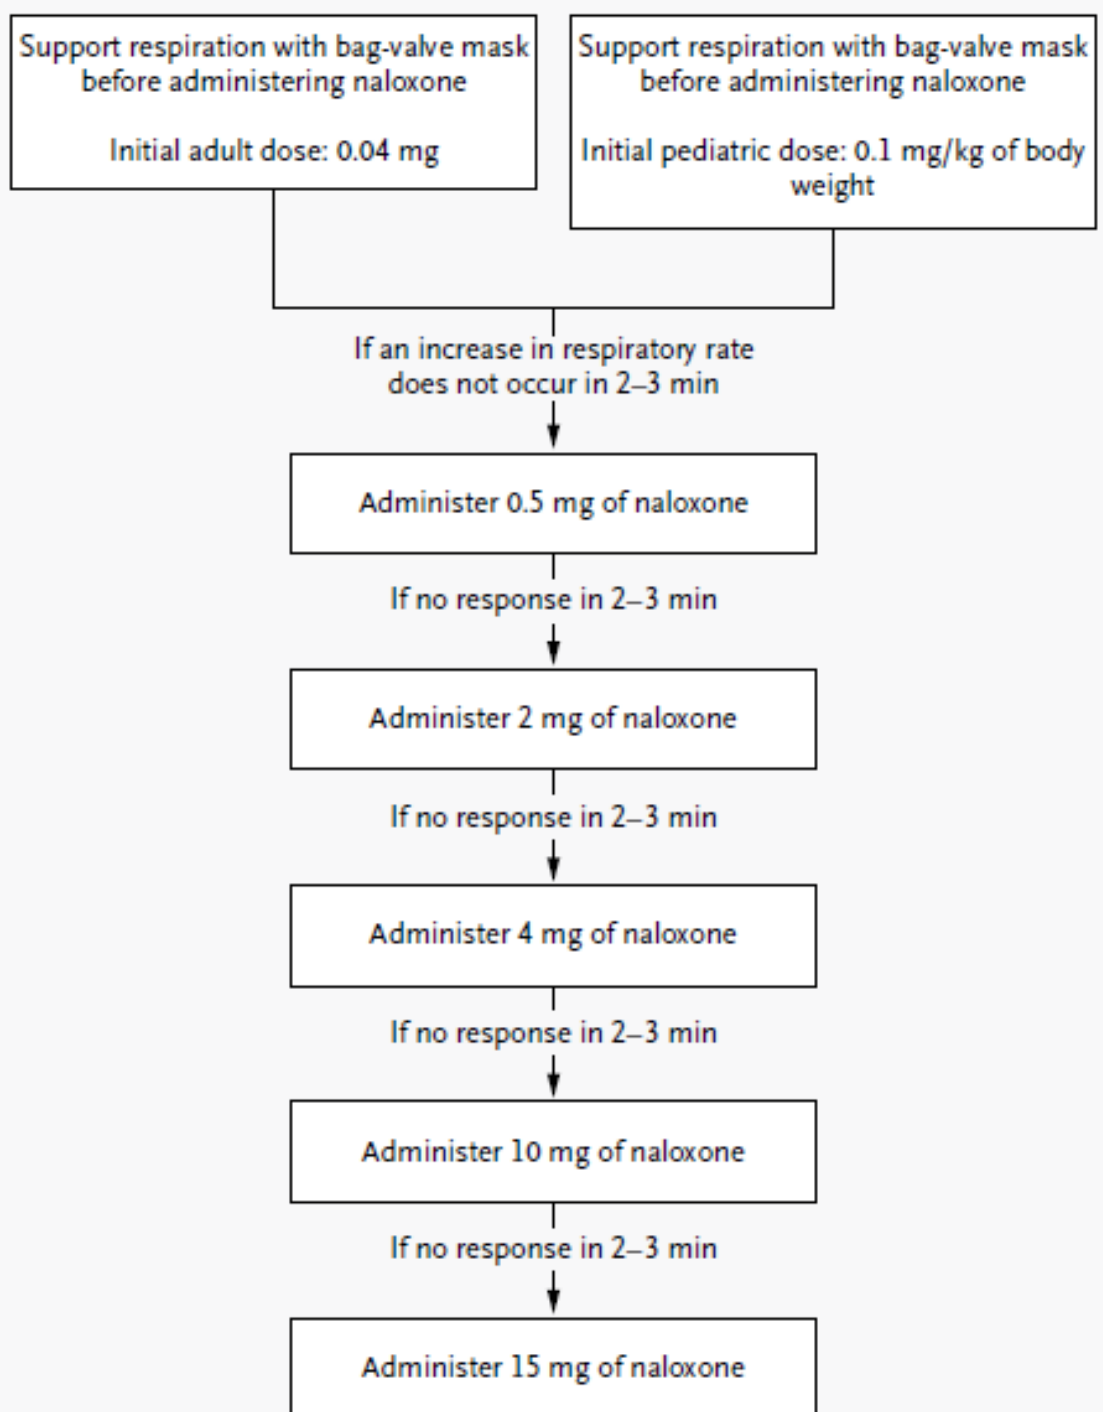 Support respiration with bag-valve mask
before administering naloxone
Initial adult dose: 0.04 mg
Support respiration with bag-valve mask
before administering naloxone
Initial pediatric dose: 0.1 mg/kg of body
weight
If an increase in respiratory rate
does not occur in 2–3 min
Administer 0.5 mg of naloxone
If no response in 2–3 min
Administer 2 mg of naloxone
If no response in 2–3 min
Administer 4 mg of naloxone
If no response in 2–3 min
Administer 10 mg of naloxone
If no response in 2–3 min
Administer 15 mg of naloxone